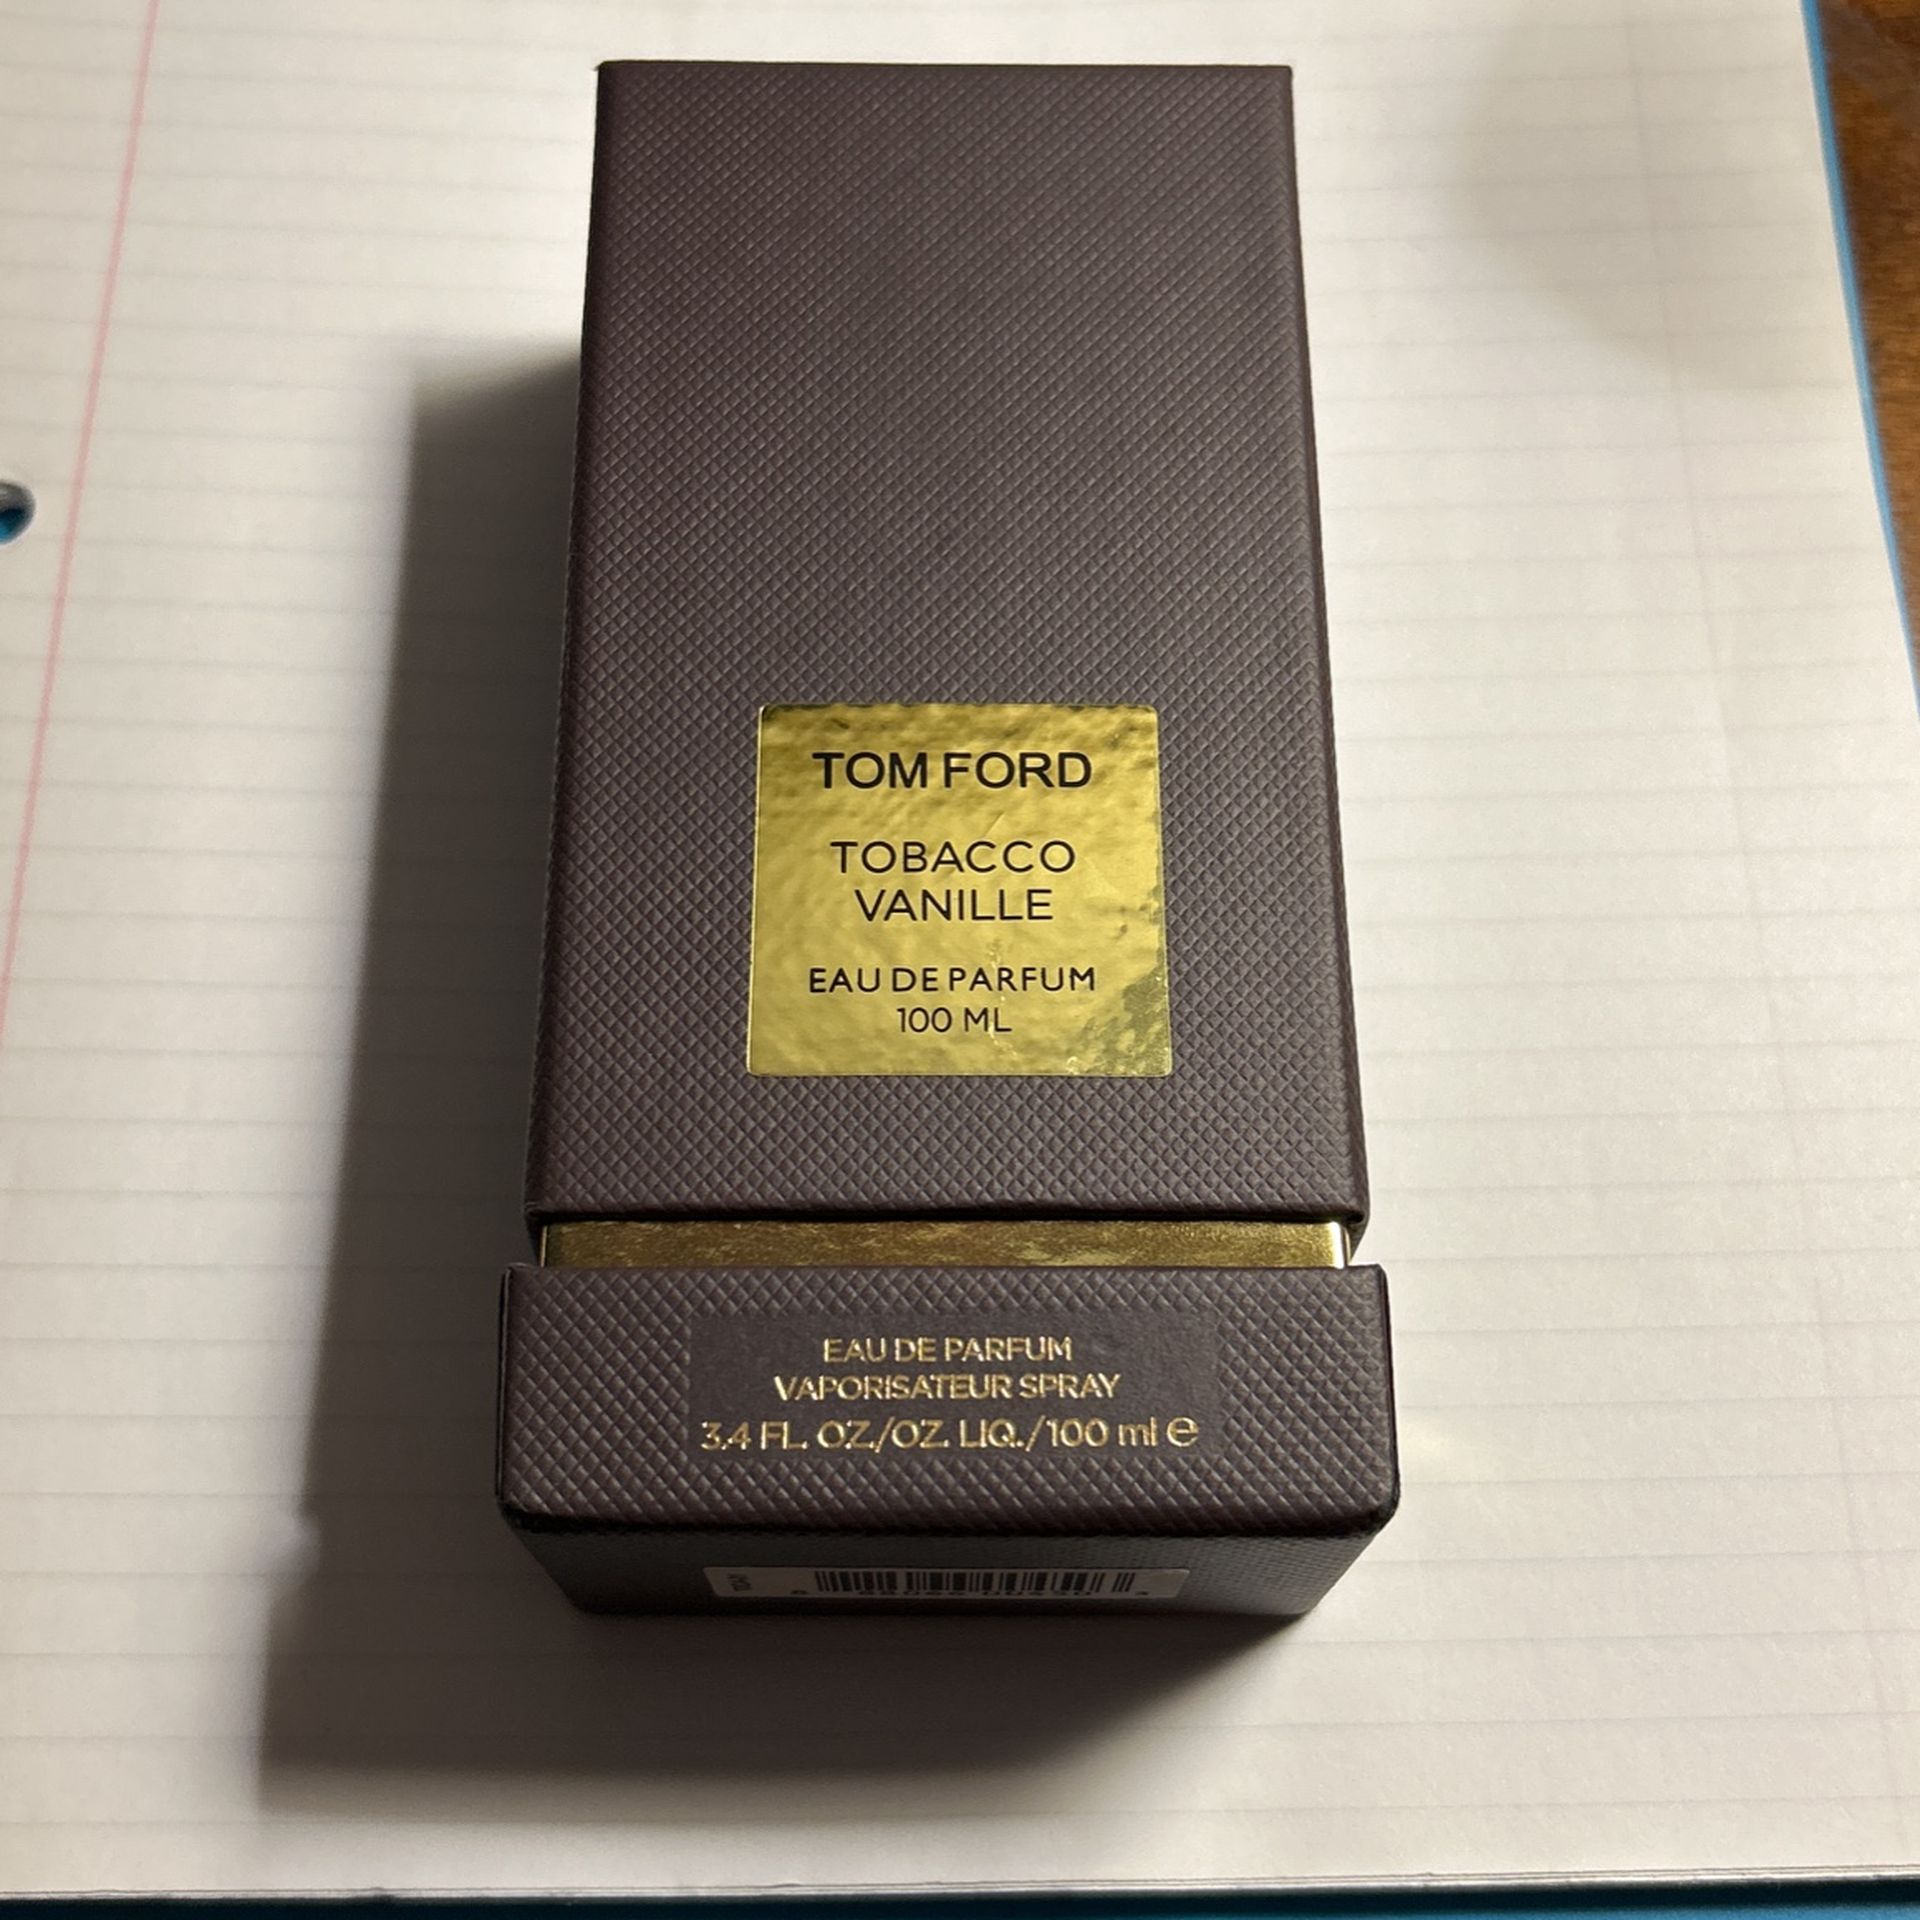 TOM FORD
TOBACCO
VANILLE
EAU DE PARFUM
100 ML
EAU DE PARFUM
VAPORISATEUR SPRAY
3.4 FL. OZ./OZ. LIQ./100 ml ℮